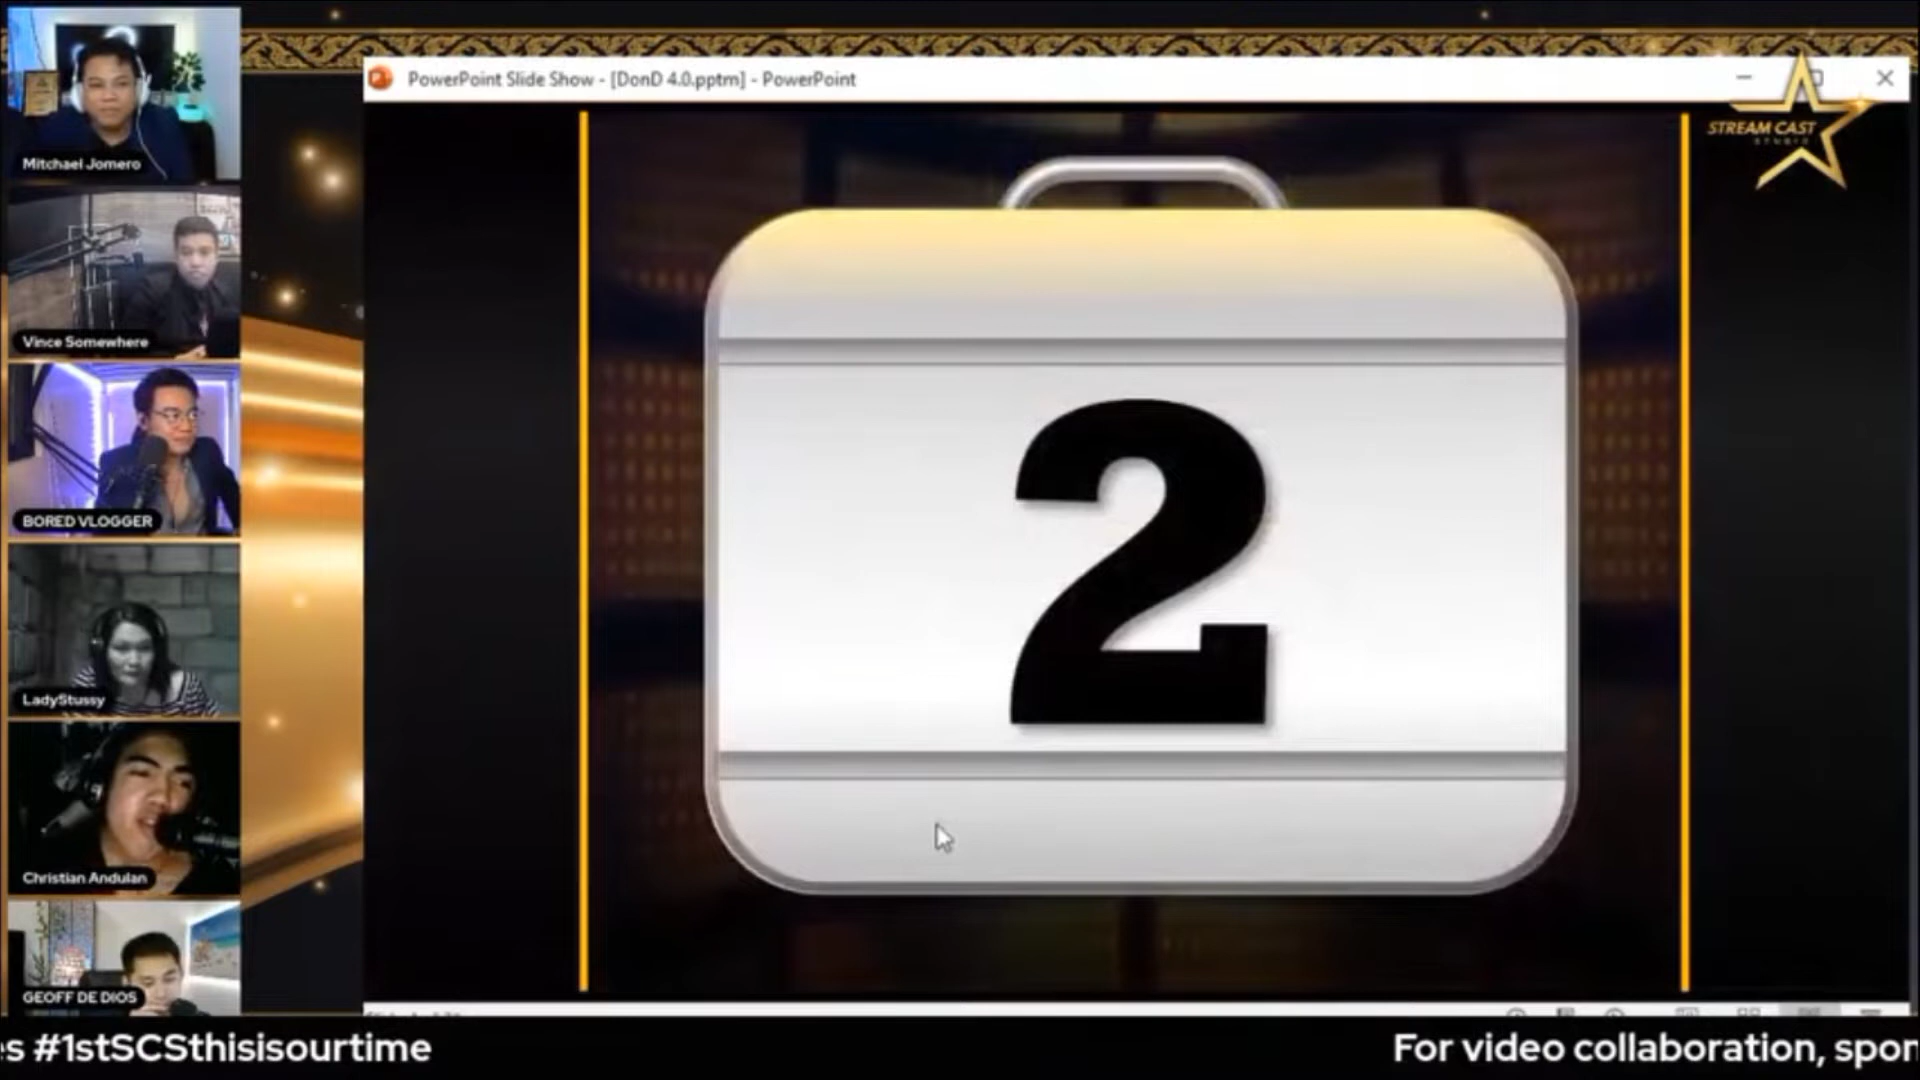 PowerPoint Slide Show - [DonD 4.0.pptm] - PowerPoint
STREAM CAST
STUDIO
Mitchael Jomero
Vince Somewhere
BORED VLOGGER
LadyStussy
Christian Andulan
GEOFF DE DIOS
2
s #1stSCSthisisourtime
For video collaboration, spon